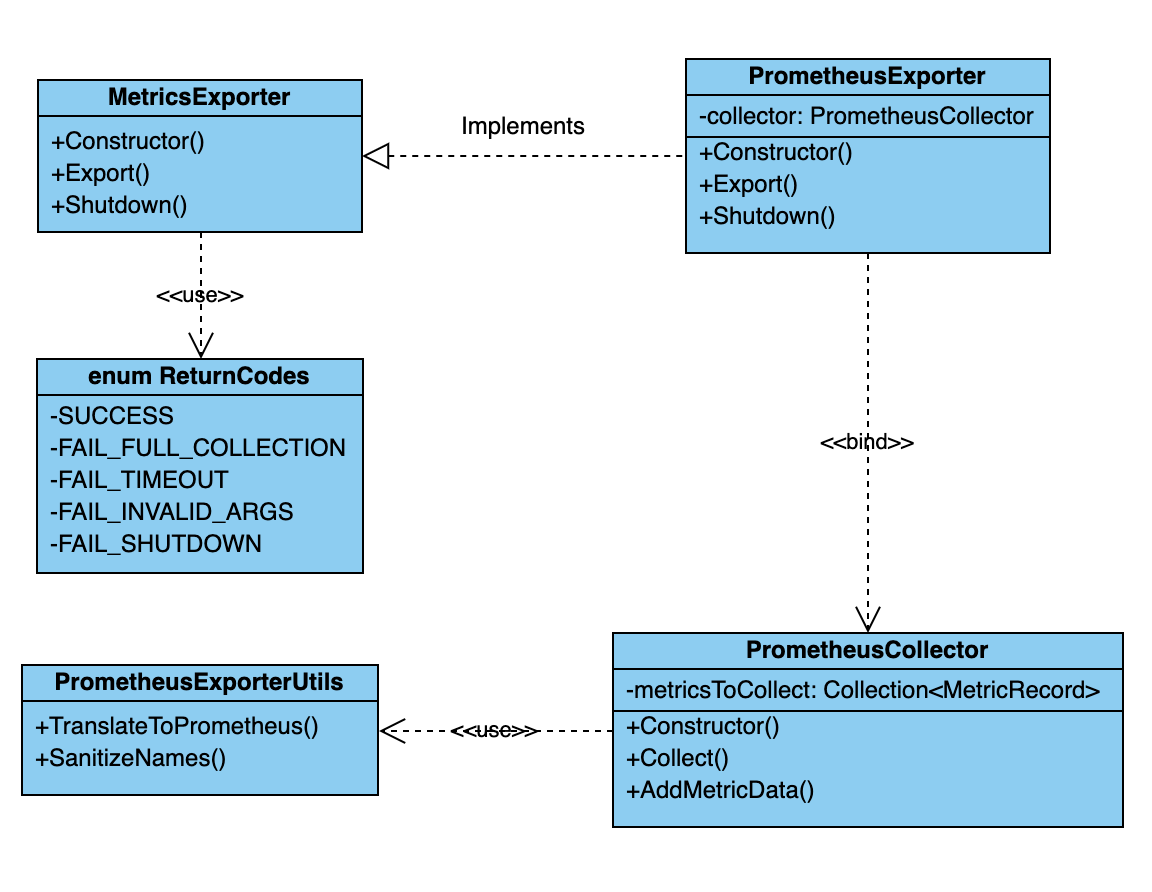 MetricsExporter
+Constructor()
+Export()
+Shutdown()
Implements
PrometheusExporter
-collector: PrometheusCollector
+Constructor()
+Export()
+Shutdown()
<<use>>
enum ReturnCodes
-SUCCESS
-FAIL_FULL_COLLECTION
-FAIL_TIMEOUT
-FAIL_INVALID_ARGS
-FAIL_SHUTDOWN
<<bind>>
PrometheusExporterUtils
+TranslateToPrometheus()
+SanitizeNames()
<<use>>
PrometheusCollector
-metricsToCollect: Collection<MetricRecord>
+Constructor()
+Collect()
+AddMetricData()